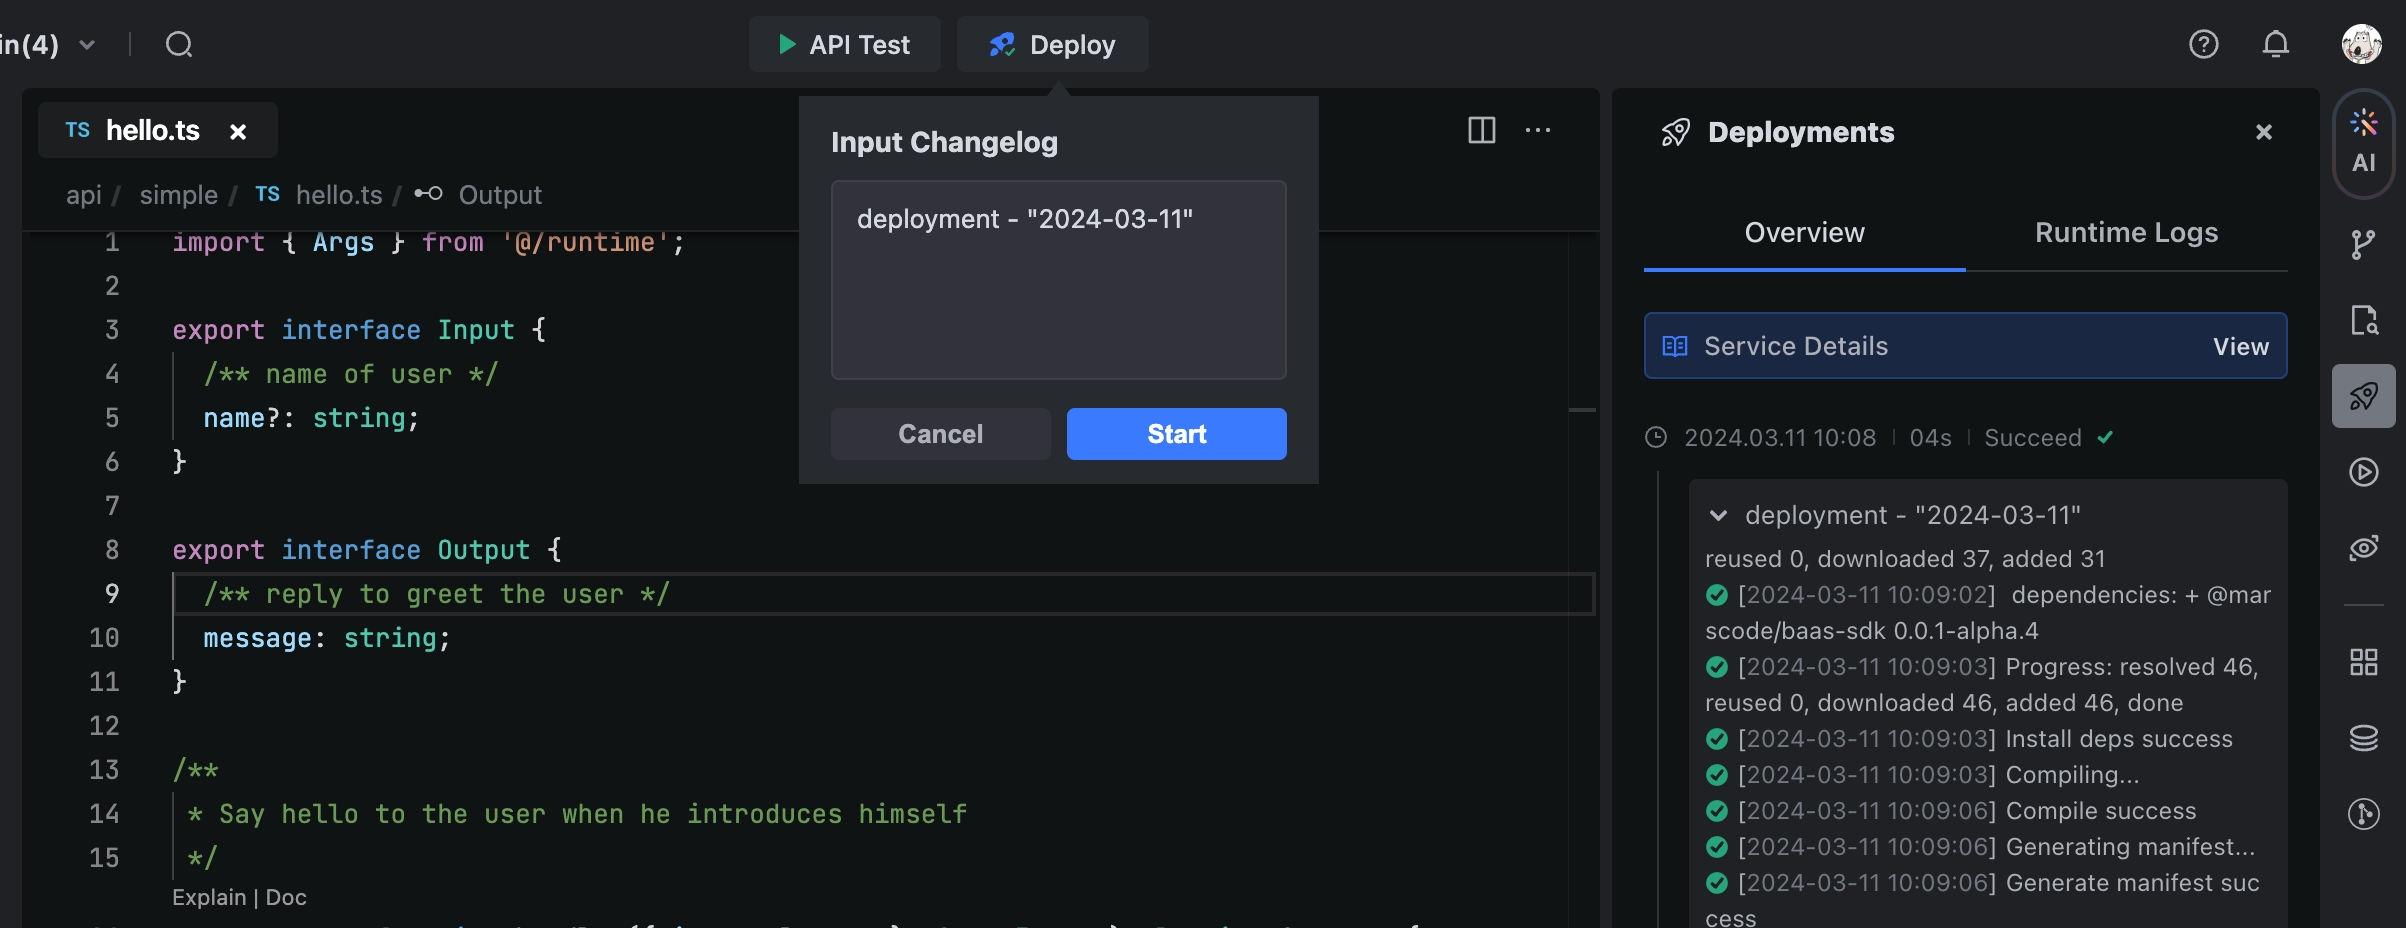 in(4)
API Test
Deploy
TS hello.ts
api / simple / TS hello.ts / Output
1 import { Args } from '@/runtime';
2
3 export interface Input {
4 /** name of user */
5 name?: string;
6 }
7
8 export interface Output {
9 /** reply to greet the user */
10 message: string;
11 }
12
13 /**
14 * Say hello to the user when he introduces himself
15 */
Explain | Doc
Input Changelog
deployment - "2024-03-11"
Cancel
Start
Deployments
Overview
Runtime Logs
Service Details
View
2024.03.11 10:08 | 04s | Succeed
deployment - "2024-03-11"
reused 0, downloaded 37, added 31
[2024-03-11 10:09:02] dependencies: + @mar
scode/baas-sdk 0.0.1-alpha.4
[2024-03-11 10:09:03] Progress: resolved 46,
reused 0, downloaded 46, added 46, done
[2024-03-11 10:09:03] Install deps success
[2024-03-11 10:09:03] Compiling...
[2024-03-11 10:09:06] Compile success
[2024-03-11 10:09:06] Generating manifest...
[2024-03-11 10:09:06] Generate manifest suc
cess
AI